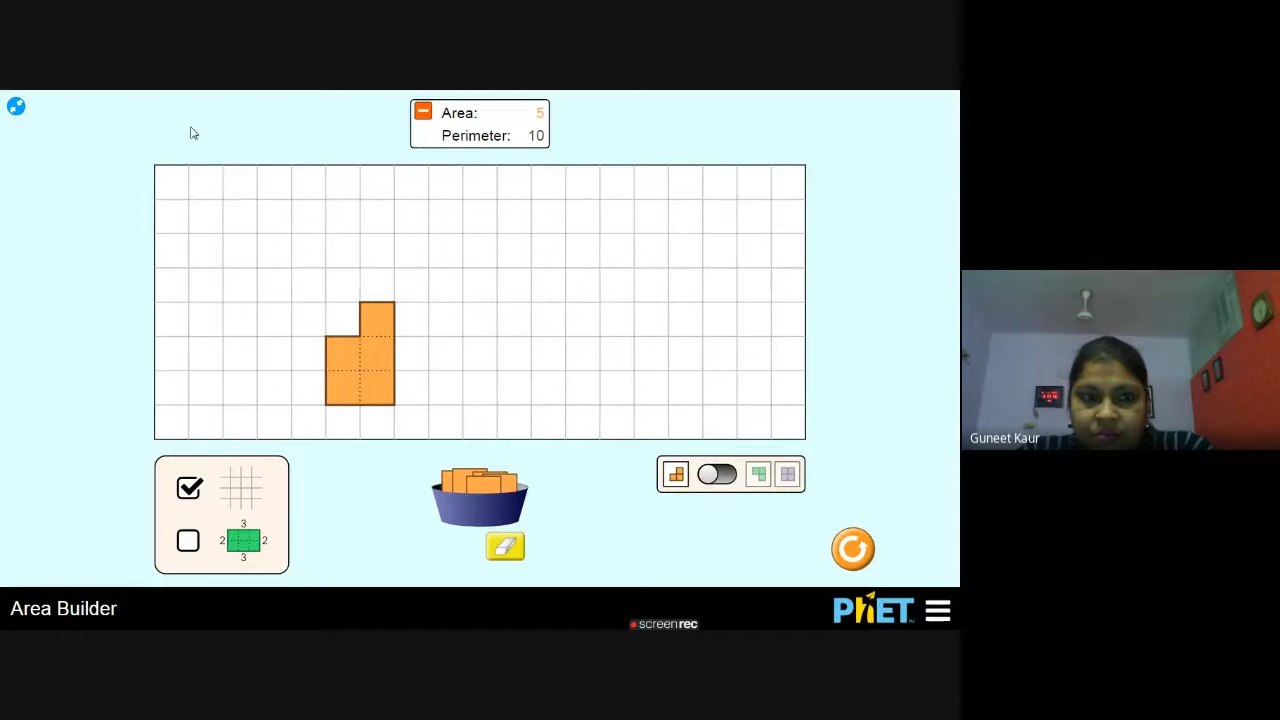 Area: 5
Perimeter: 10
Guneet Kaur
3
2 2
3
Area Builder
PhET
screenrec